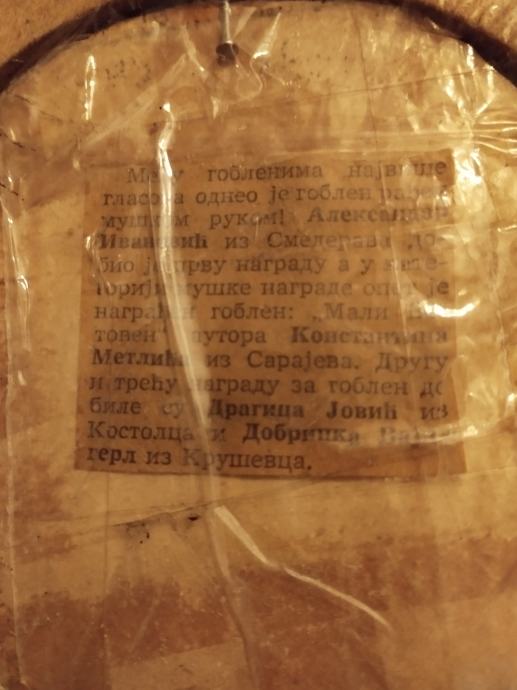 Међу гобленима највише
гласова однео је гоблен рађен
мушком руком! Александар
Ивановић из Смедерева до-
био је прву награду а у кате-
горији мушке награде опет је
награђен гоблен: „Мали
аутора Константина
Метлића из Сарајева. Другу
и трећу награду за гоблен до
биле су Драгица Јовић из
Костолца и Добринка
герл из Крушевца.